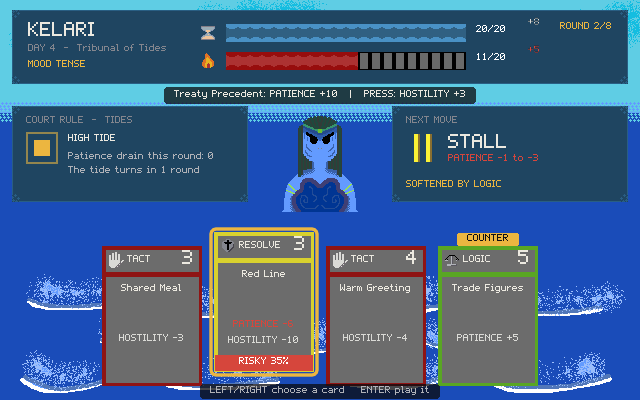 KELARI
DAY 4 - Tribunal of Tides
MOOD TENSE
20/20
+8
ROUND 2/8
11/20
+5
Treaty Precedent: PATIENCE +10 | PRESS: HOSTILITY +3
COURT RULE - TIDES
HIGH TIDE
Patience drain this round: 0
The tide turns in 1 round
NEXT MOVE
STALL
PATIENCE -1 to -3
SOFTENED BY LOGIC
TACT 3
Shared Meal
HOSTILITY -3
RESOLVE 3
Red Line
HOSTILITY -10
RISKY 35%
TACT 4
Warm Greeting
HOSTILITY -4
COUNTER
LOGIC 5
Trade Figures
PATIENCE +5
LEFT/RIGHT choose a card ENTER play it